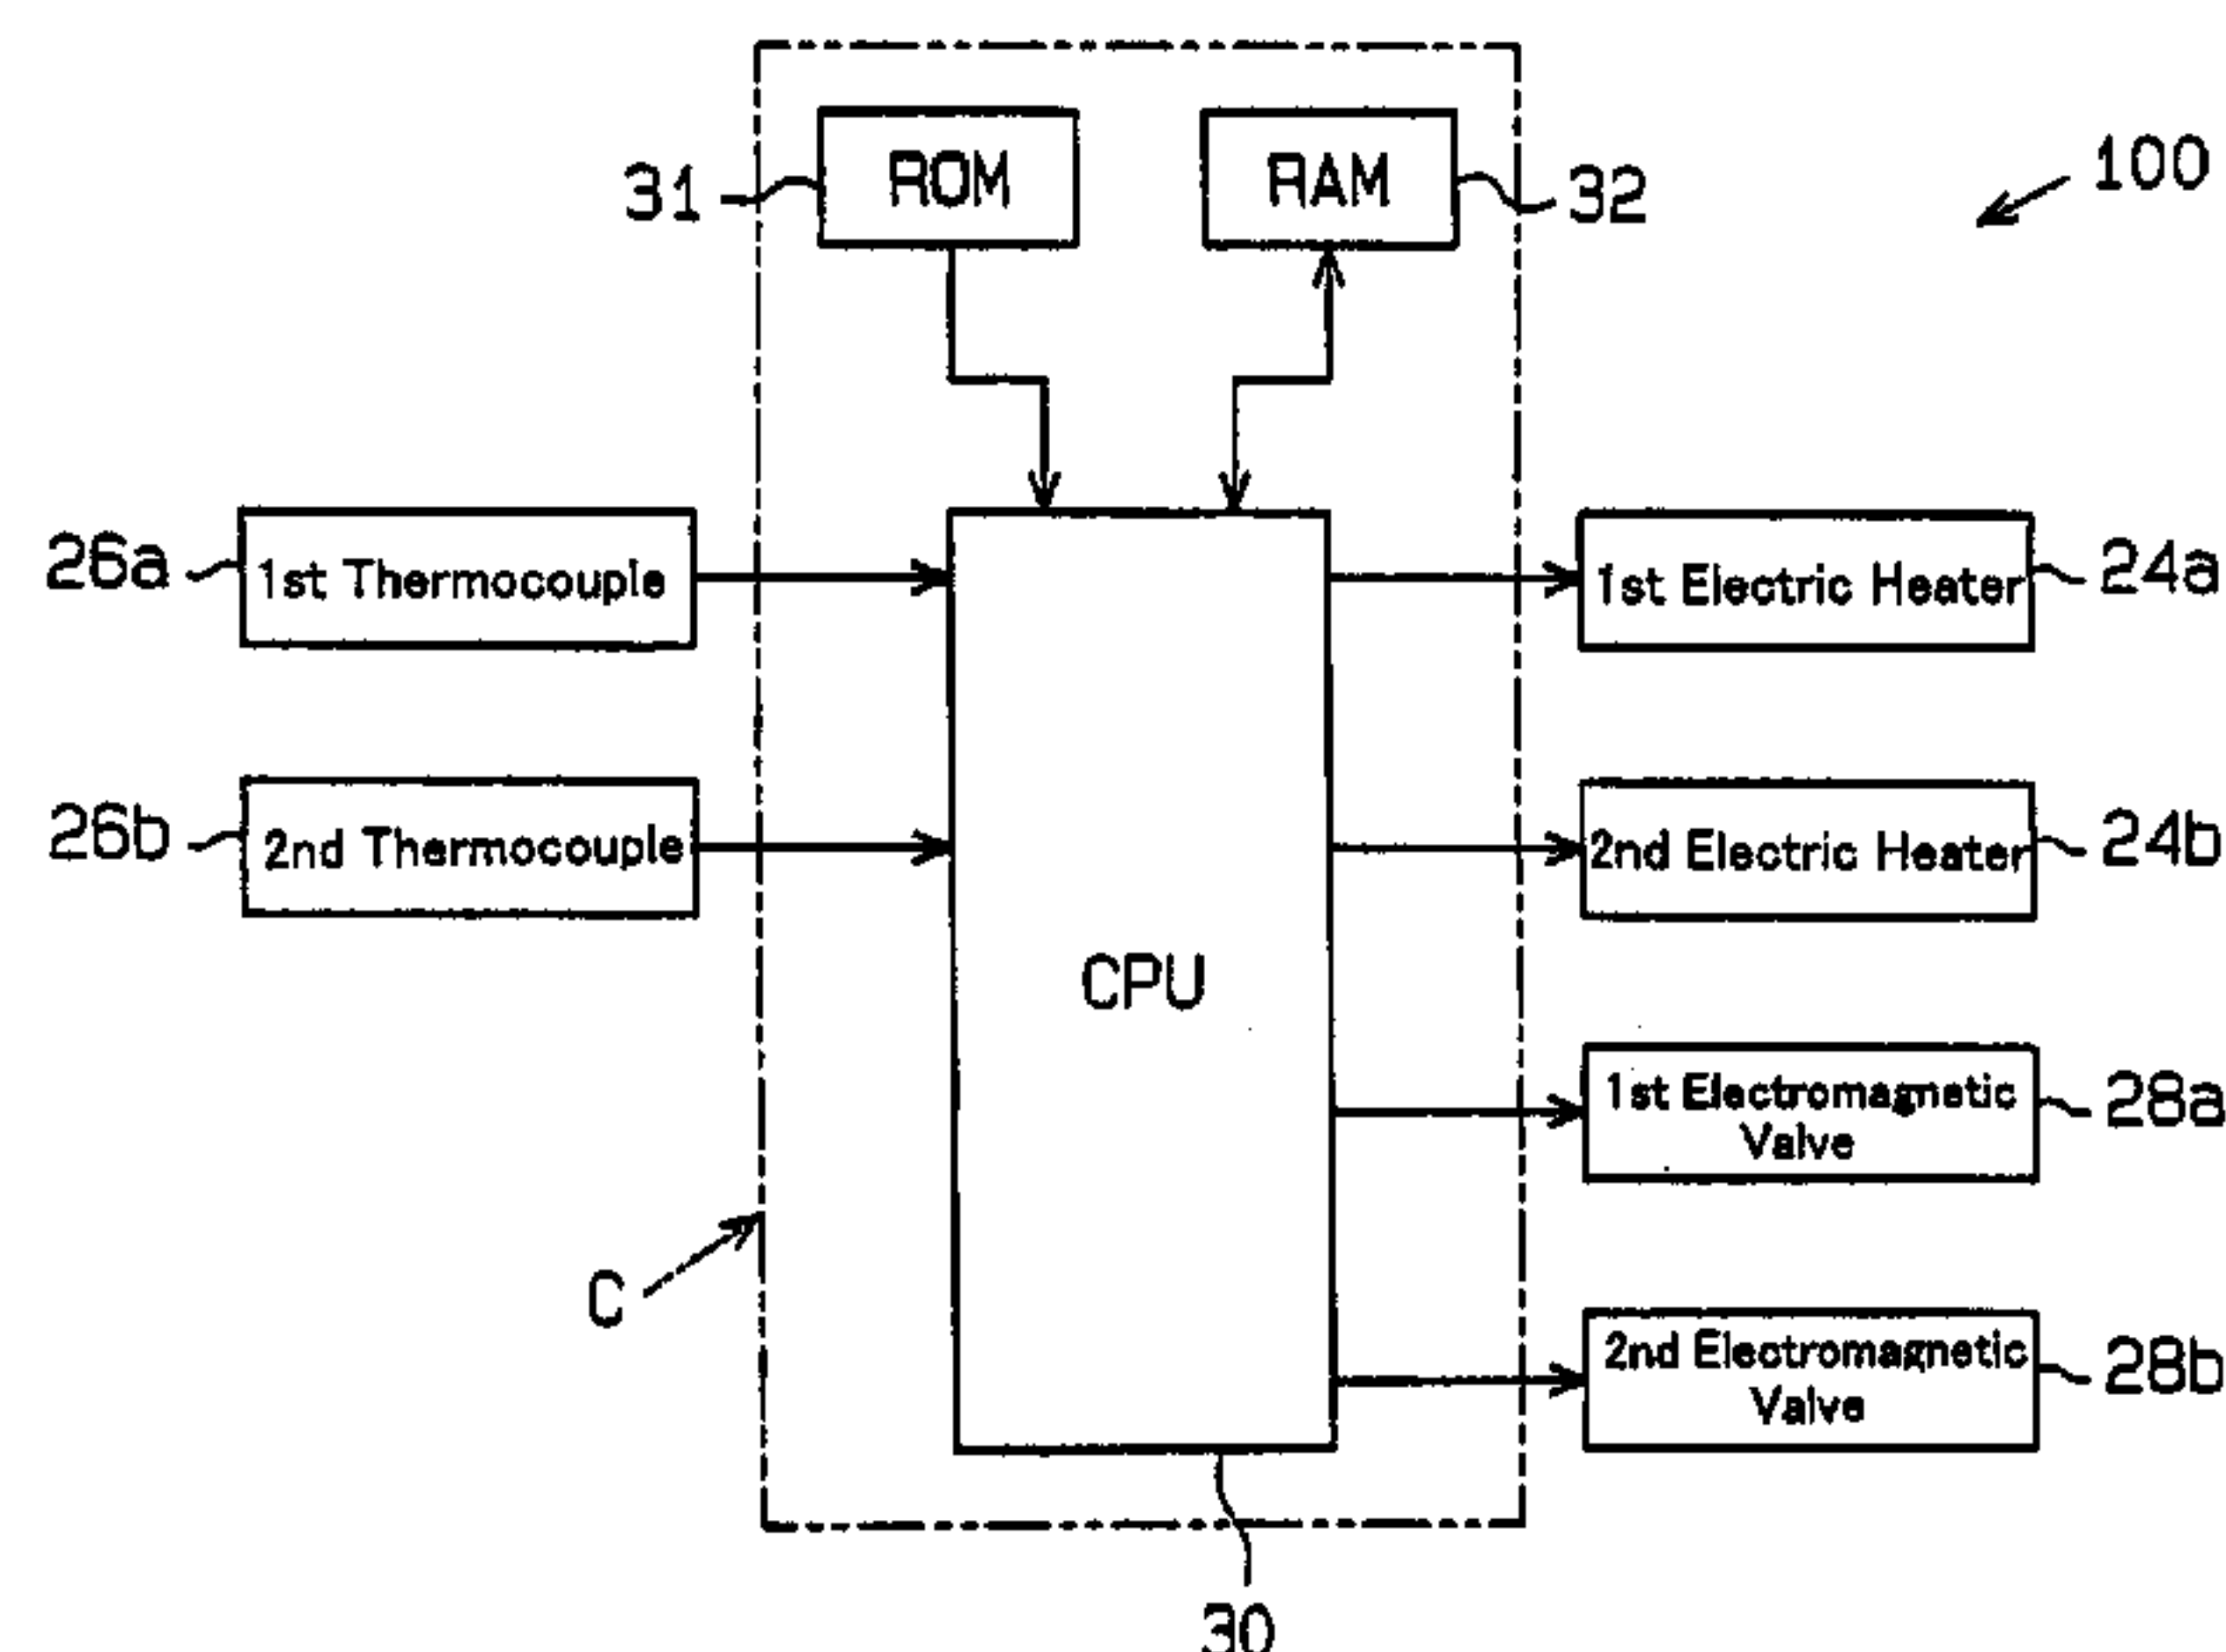 100
31
ROM
RAM
32
26a
1st Thermocouple
1st Electric Heater
24a
26b
2nd Thermocouple
2nd Electric Heater
24b
CPU
1st Electromagnetic
Valve
28a
C
2nd Electromagnetic
Valve
28b
30